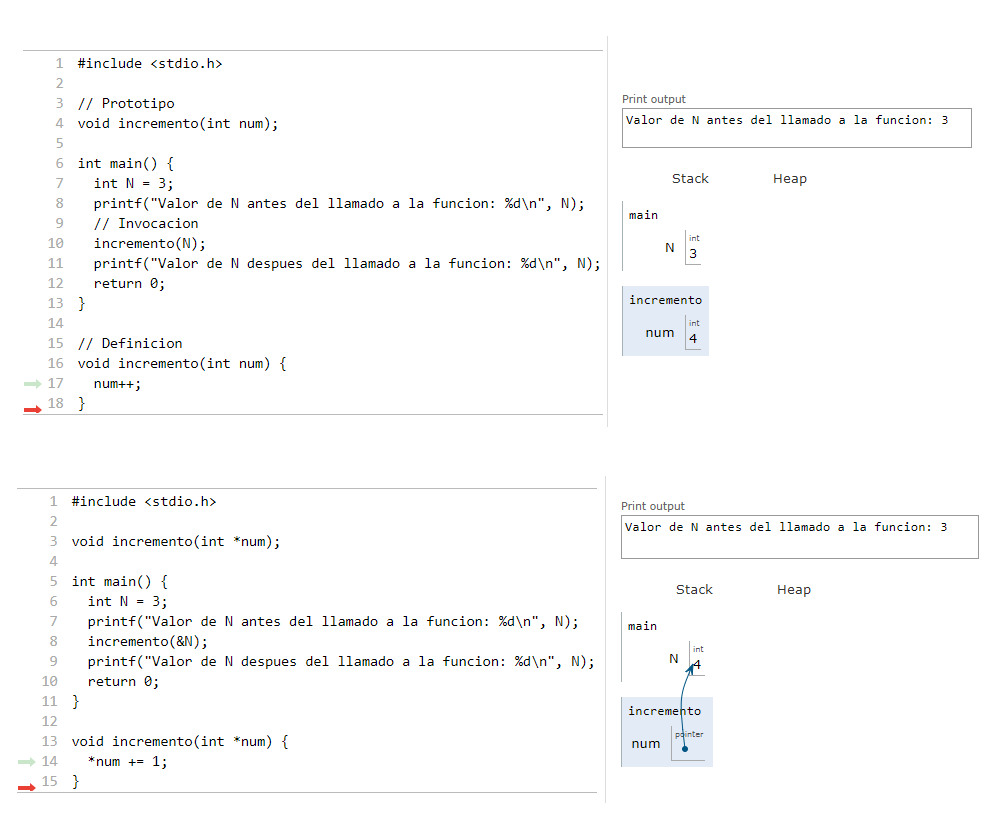 1 #include <stdio.h>
2
3 // Prototipo
4 void incremento(int num);
5
6 int main() {
7 int N = 3;
8 printf("Valor de N antes del llamado a la funcion: %d\n", N);
9 // Invocacion
10 incremento(N);
11 printf("Valor de N despues del llamado a la funcion: %d\n", N);
12 return 0;
13 }
14
15 // Definicion
16 void incremento(int num) {
17 num++;
18 }
Print output
Valor de N antes del llamado a la funcion: 3
Stack Heap
main
int
N 3
incremento
int
num 4
1 #include <stdio.h>
2
3 void incremento(int *num);
4
5 int main() {
6 int N = 3;
7 printf("Valor de N antes del llamado a la funcion: %d\n", N);
8 incremento(&N);
9 printf("Valor de N despues del llamado a la funcion: %d\n", N);
10 return 0;
11 }
12
13 void incremento(int *num) {
14 *num += 1;
15 }
Print output
Valor de N antes del llamado a la funcion: 3
Stack Heap
main
int
N 4
incremento
pointer
num